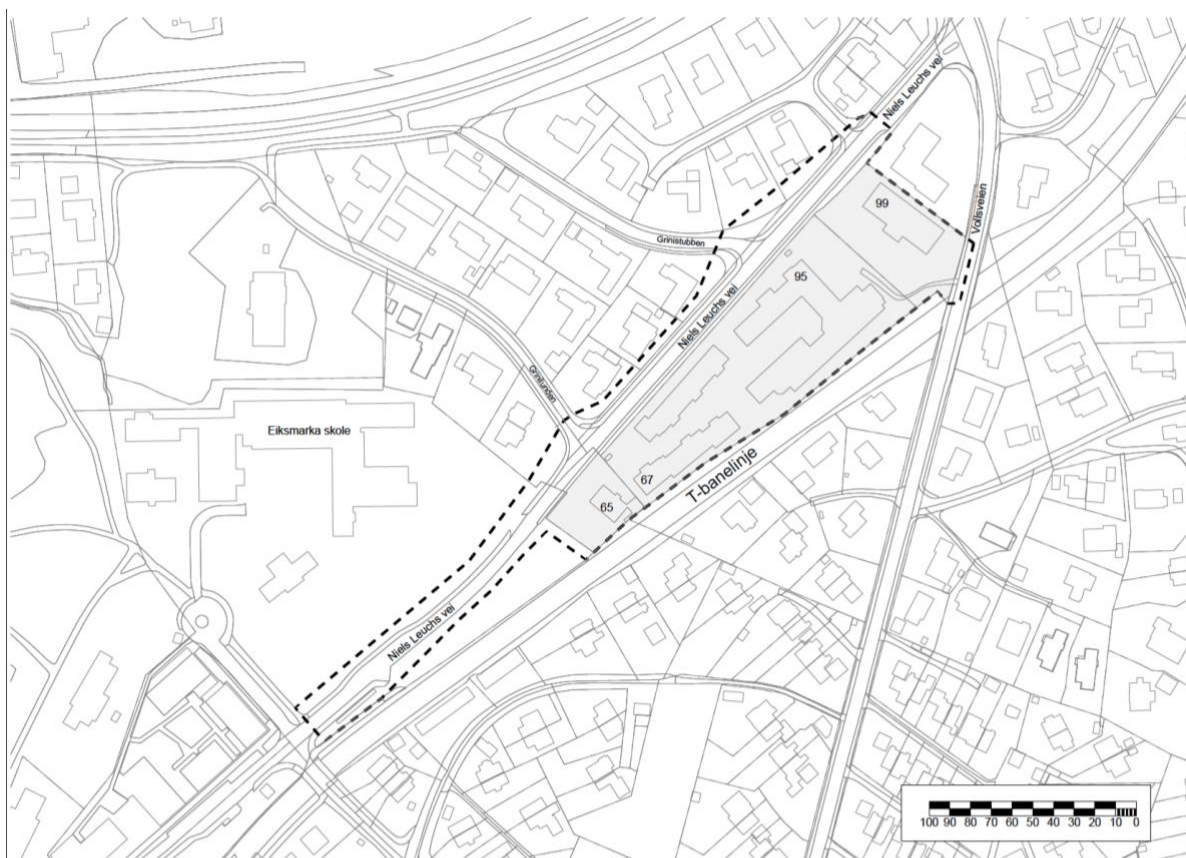 Niels Leuchs vei
Vollsveien
99
Grinistubben
95
Niels Leuchs vei
Grinilunden
Eiksmarka skole
T-banelinje
67
65
Niels Leuchs vei
100 90 80 70 60 50 40 30 20 10 0